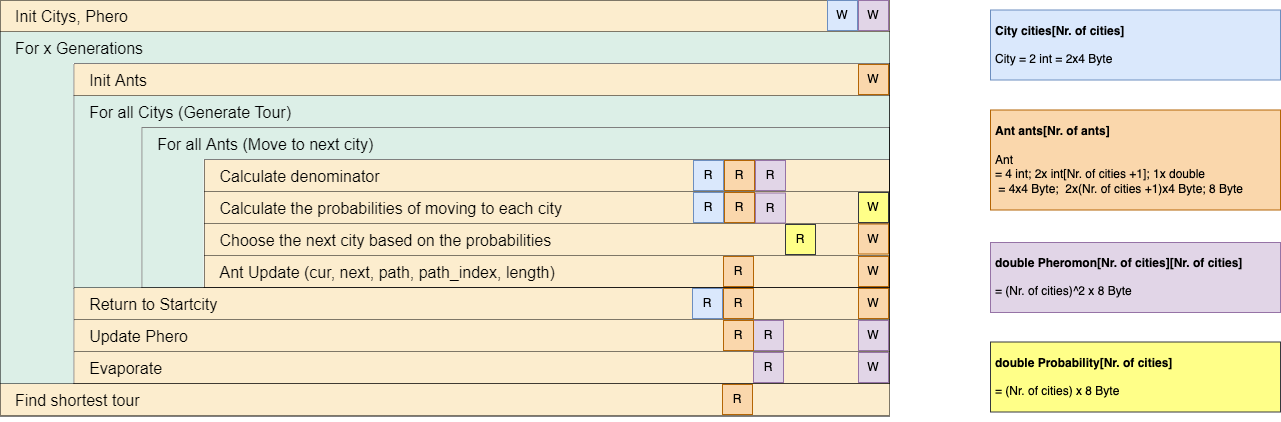 Init Citys, Phero W W
For x Generations
Init Ants W
For all Citys (Generate Tour)
For all Ants (Move to next city)
Calculate denominator R R R
Calculate the probabilities of moving to each city R R R W
Choose the next city based on the probabilities R W
Ant Update (cur, next, path, path_index, length) R W
Return to Startcity R R W
Update Phero R R W
Evaporate R W
Find shortest tour R
City cities[Nr. of cities]
City = 2 int = 2x4 Byte
Ant ants[Nr. of ants]
Ant
= 4 int; 2x int[Nr. of cities +1]; 1x double
= 4x4 Byte; 2x(Nr. of cities +1)x4 Byte; 8 Byte
double Pheromon[Nr. of cities][Nr. of cities]
= (Nr. of cities)^2 x 8 Byte
double Probability[Nr. of cities]
= (Nr. of cities) x 8 Byte